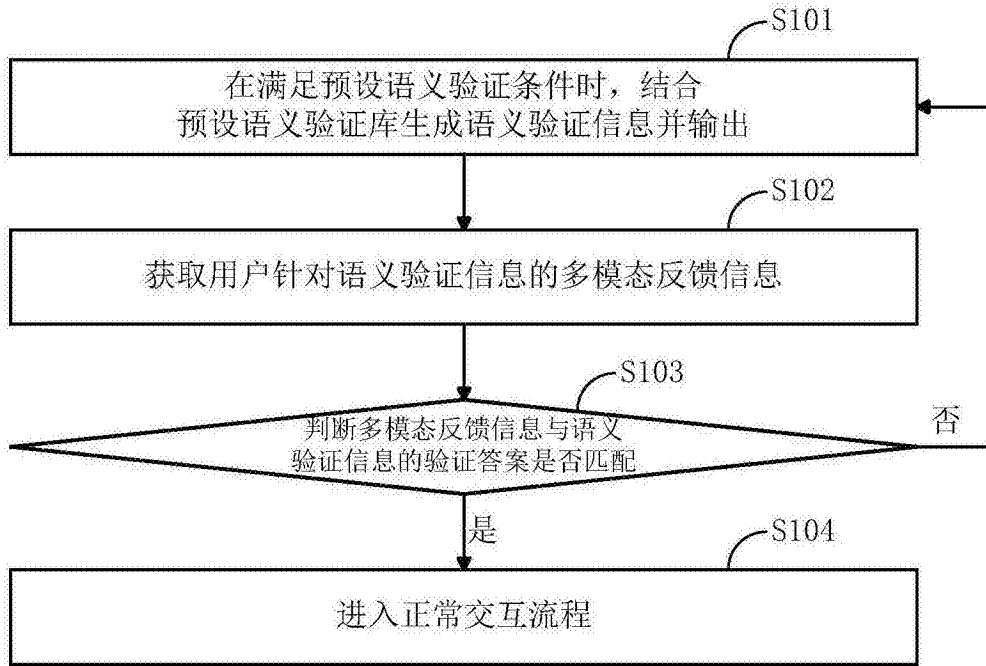 S101
在满足预设语义验证条件时，结合
预设语义验证库生成语义验证信息并输出
S102
获取用户针对语义验证信息的多模态反馈信息
S103
判断多模态反馈信息与语义
验证信息的验证答案是否匹配
否
是
S104
进入正常交互流程